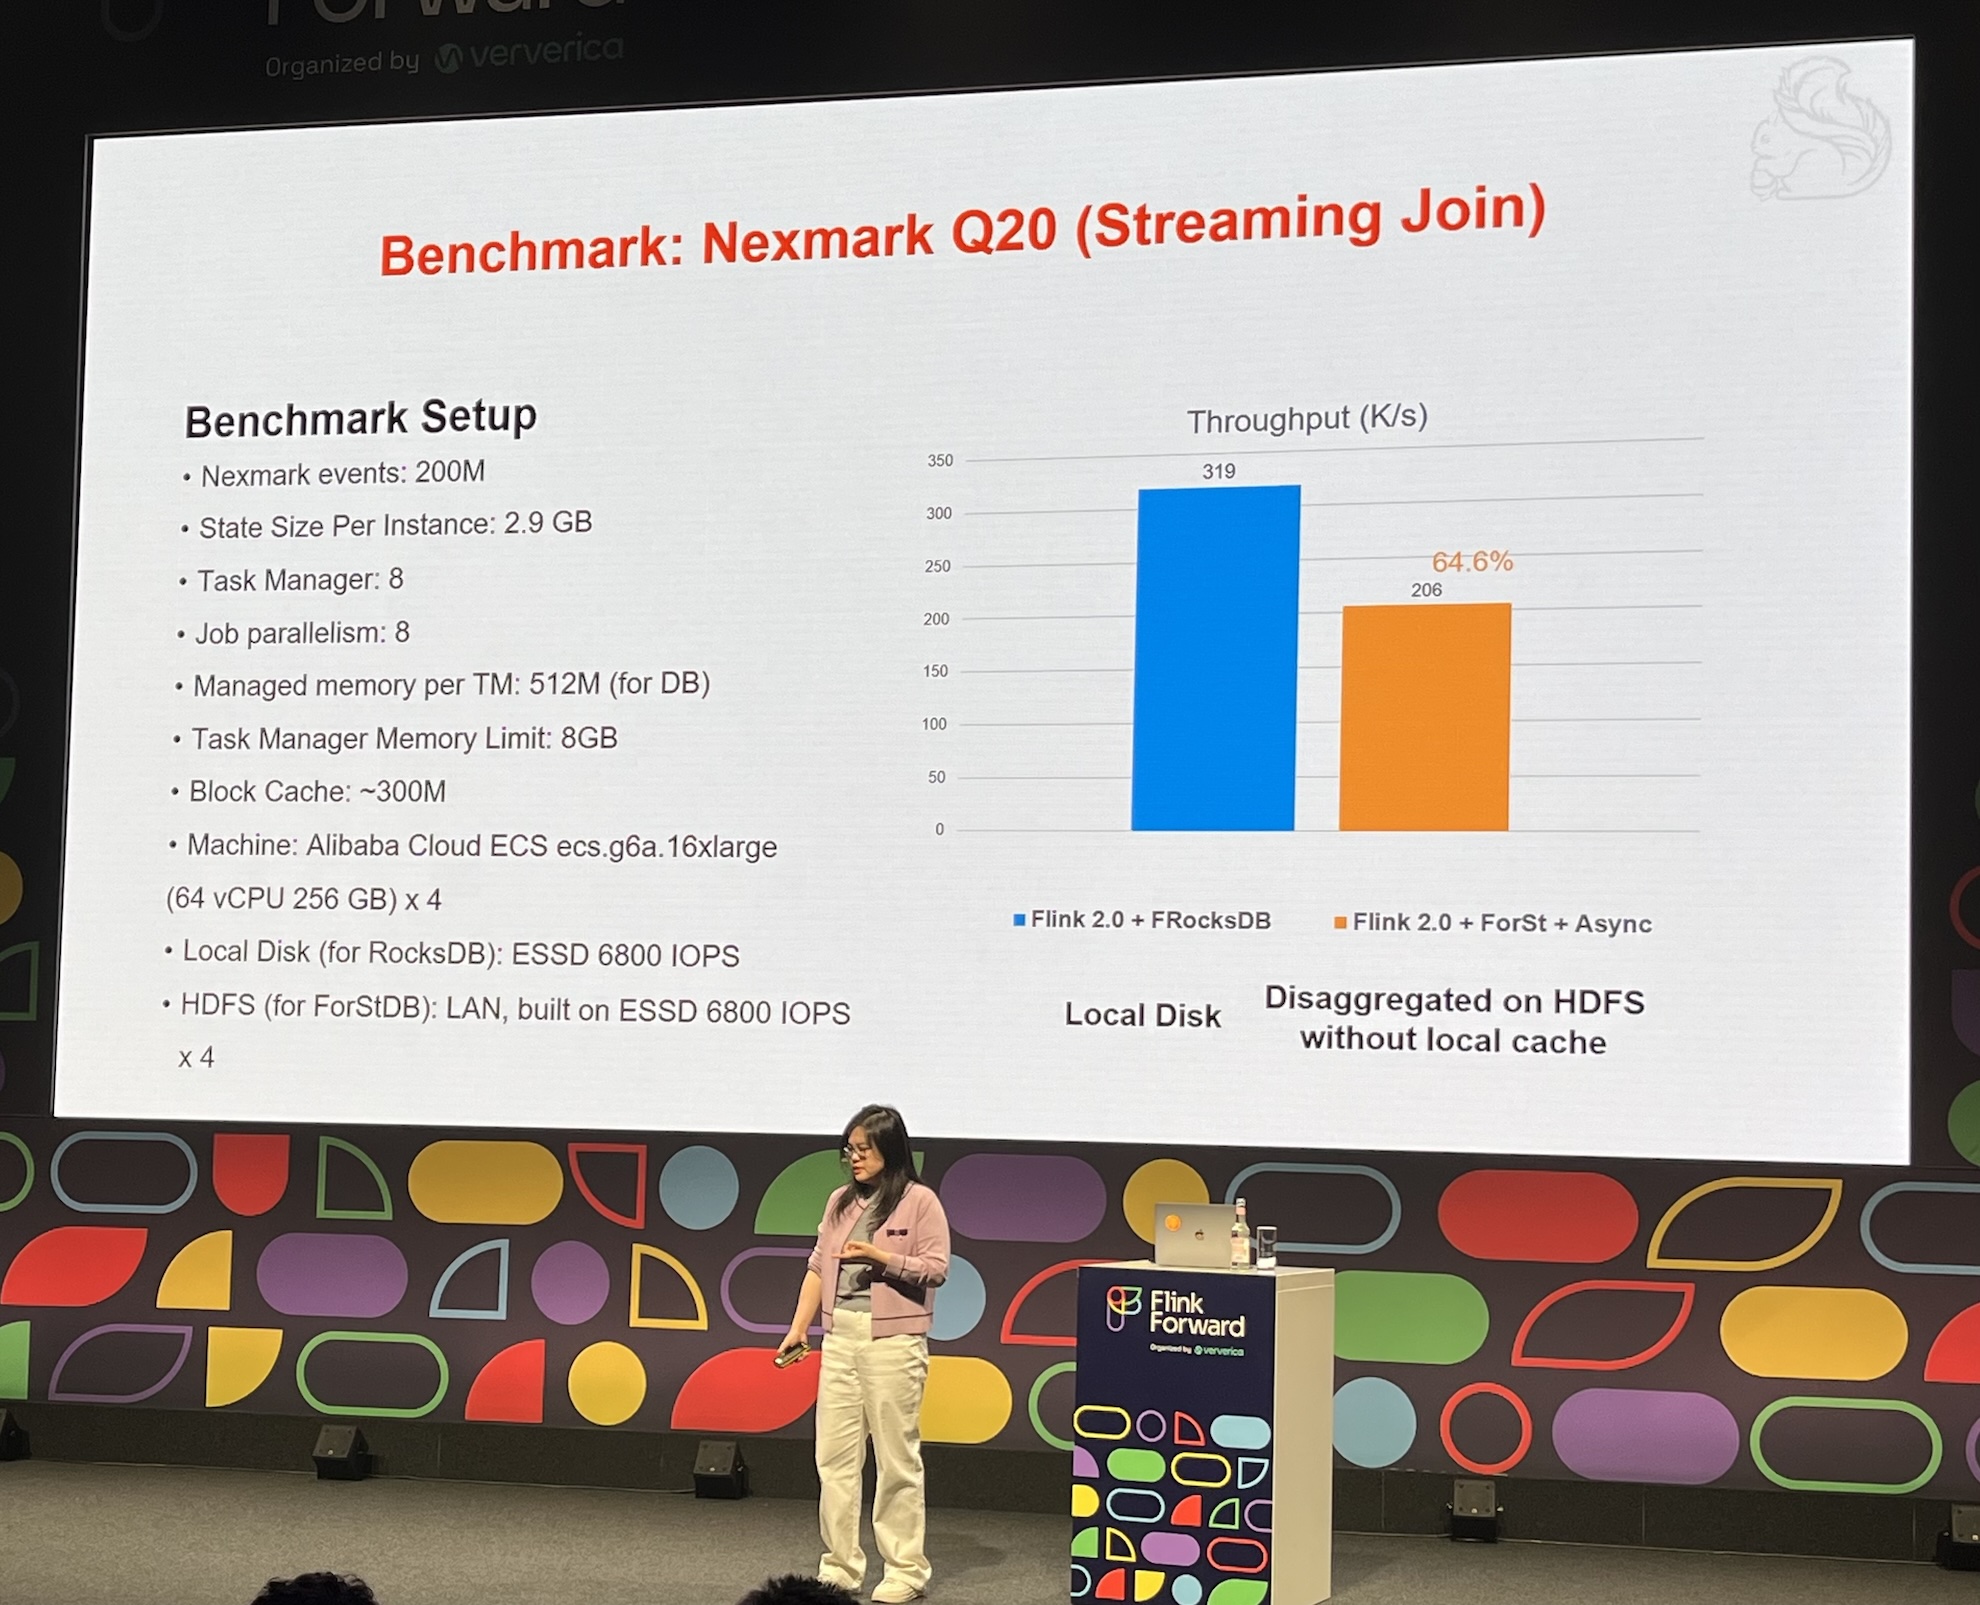 Forward
Organized by ververica
Benchmark: Nexmark Q20 (Streaming Join)
Benchmark Setup
• Nexmark events: 200M
• State Size Per Instance: 2.9 GB
• Task Manager: 8
• Job parallelism: 8
• Managed memory per TM: 512M (for DB)
• Task Manager Memory Limit: 8GB
• Block Cache: ~300M
• Machine: Alibaba Cloud ECS ecs.g6a.16xlarge
(64 vCPU 256 GB) x 4
• Local Disk (for RocksDB): ESSD 6800 IOPS
• HDFS (for ForStDB): LAN, built on ESSD 6800 IOPS
x 4
Throughput (K/s)
350
300
250
200
150
100
50
0
319
64.6%
206
Flink 2.0 + FRocksDB
Flink 2.0 + ForSt + Async
Local Disk
Disaggregated on HDFS
without local cache
Flink
Forward
Organized by ververica